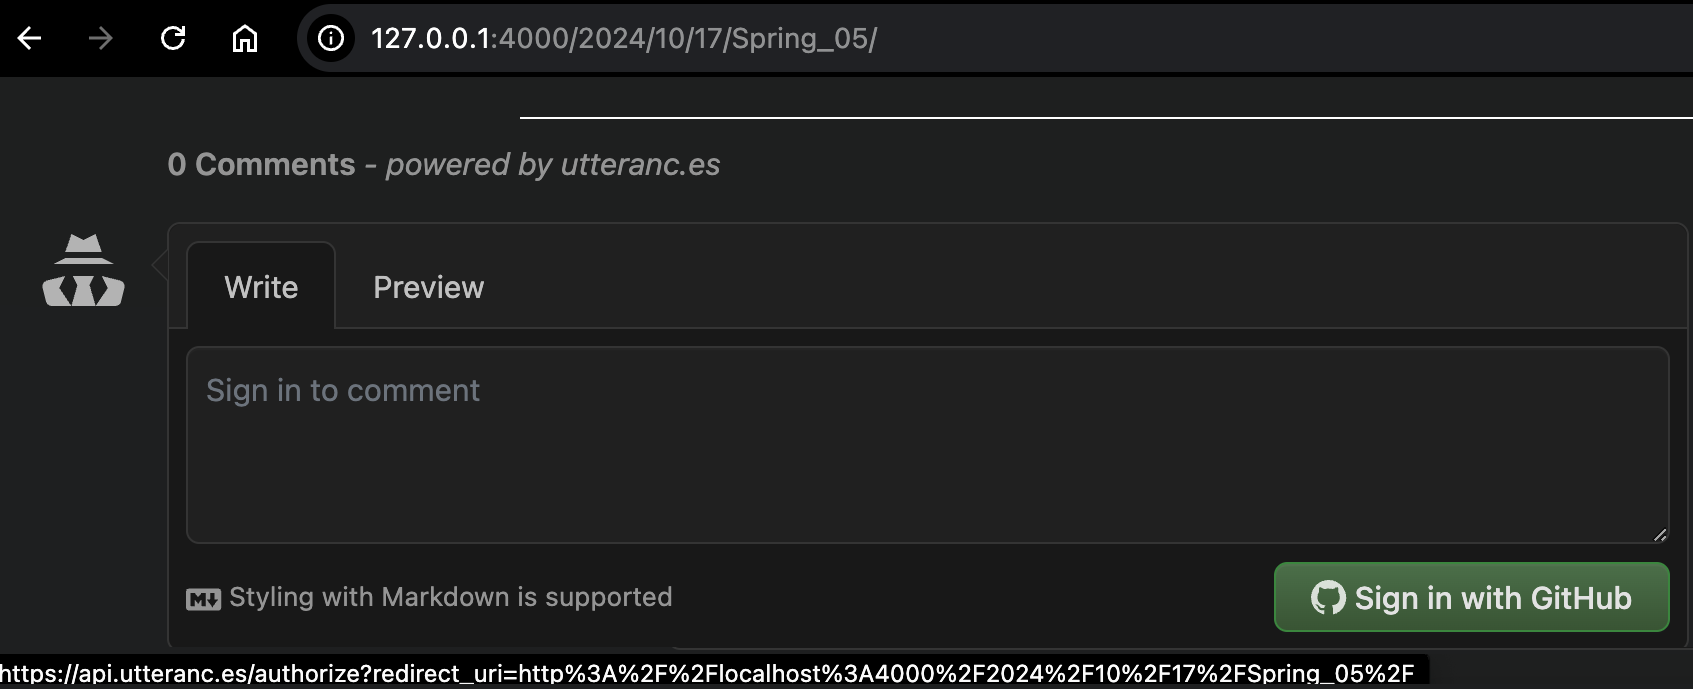 127.0.0.1:4000/2024/10/17/Spring_05/
0 Comments - powered by utteranc.es
Write
Preview
Sign in to comment
M Styling with Markdown is supported
Sign in with GitHub
https://api.utteranc.es/authorize?redirect_uri=http%3A%2F%2Flocalhost%3A4000%2F2024%2F10%2F17%2FSpring_05%2F